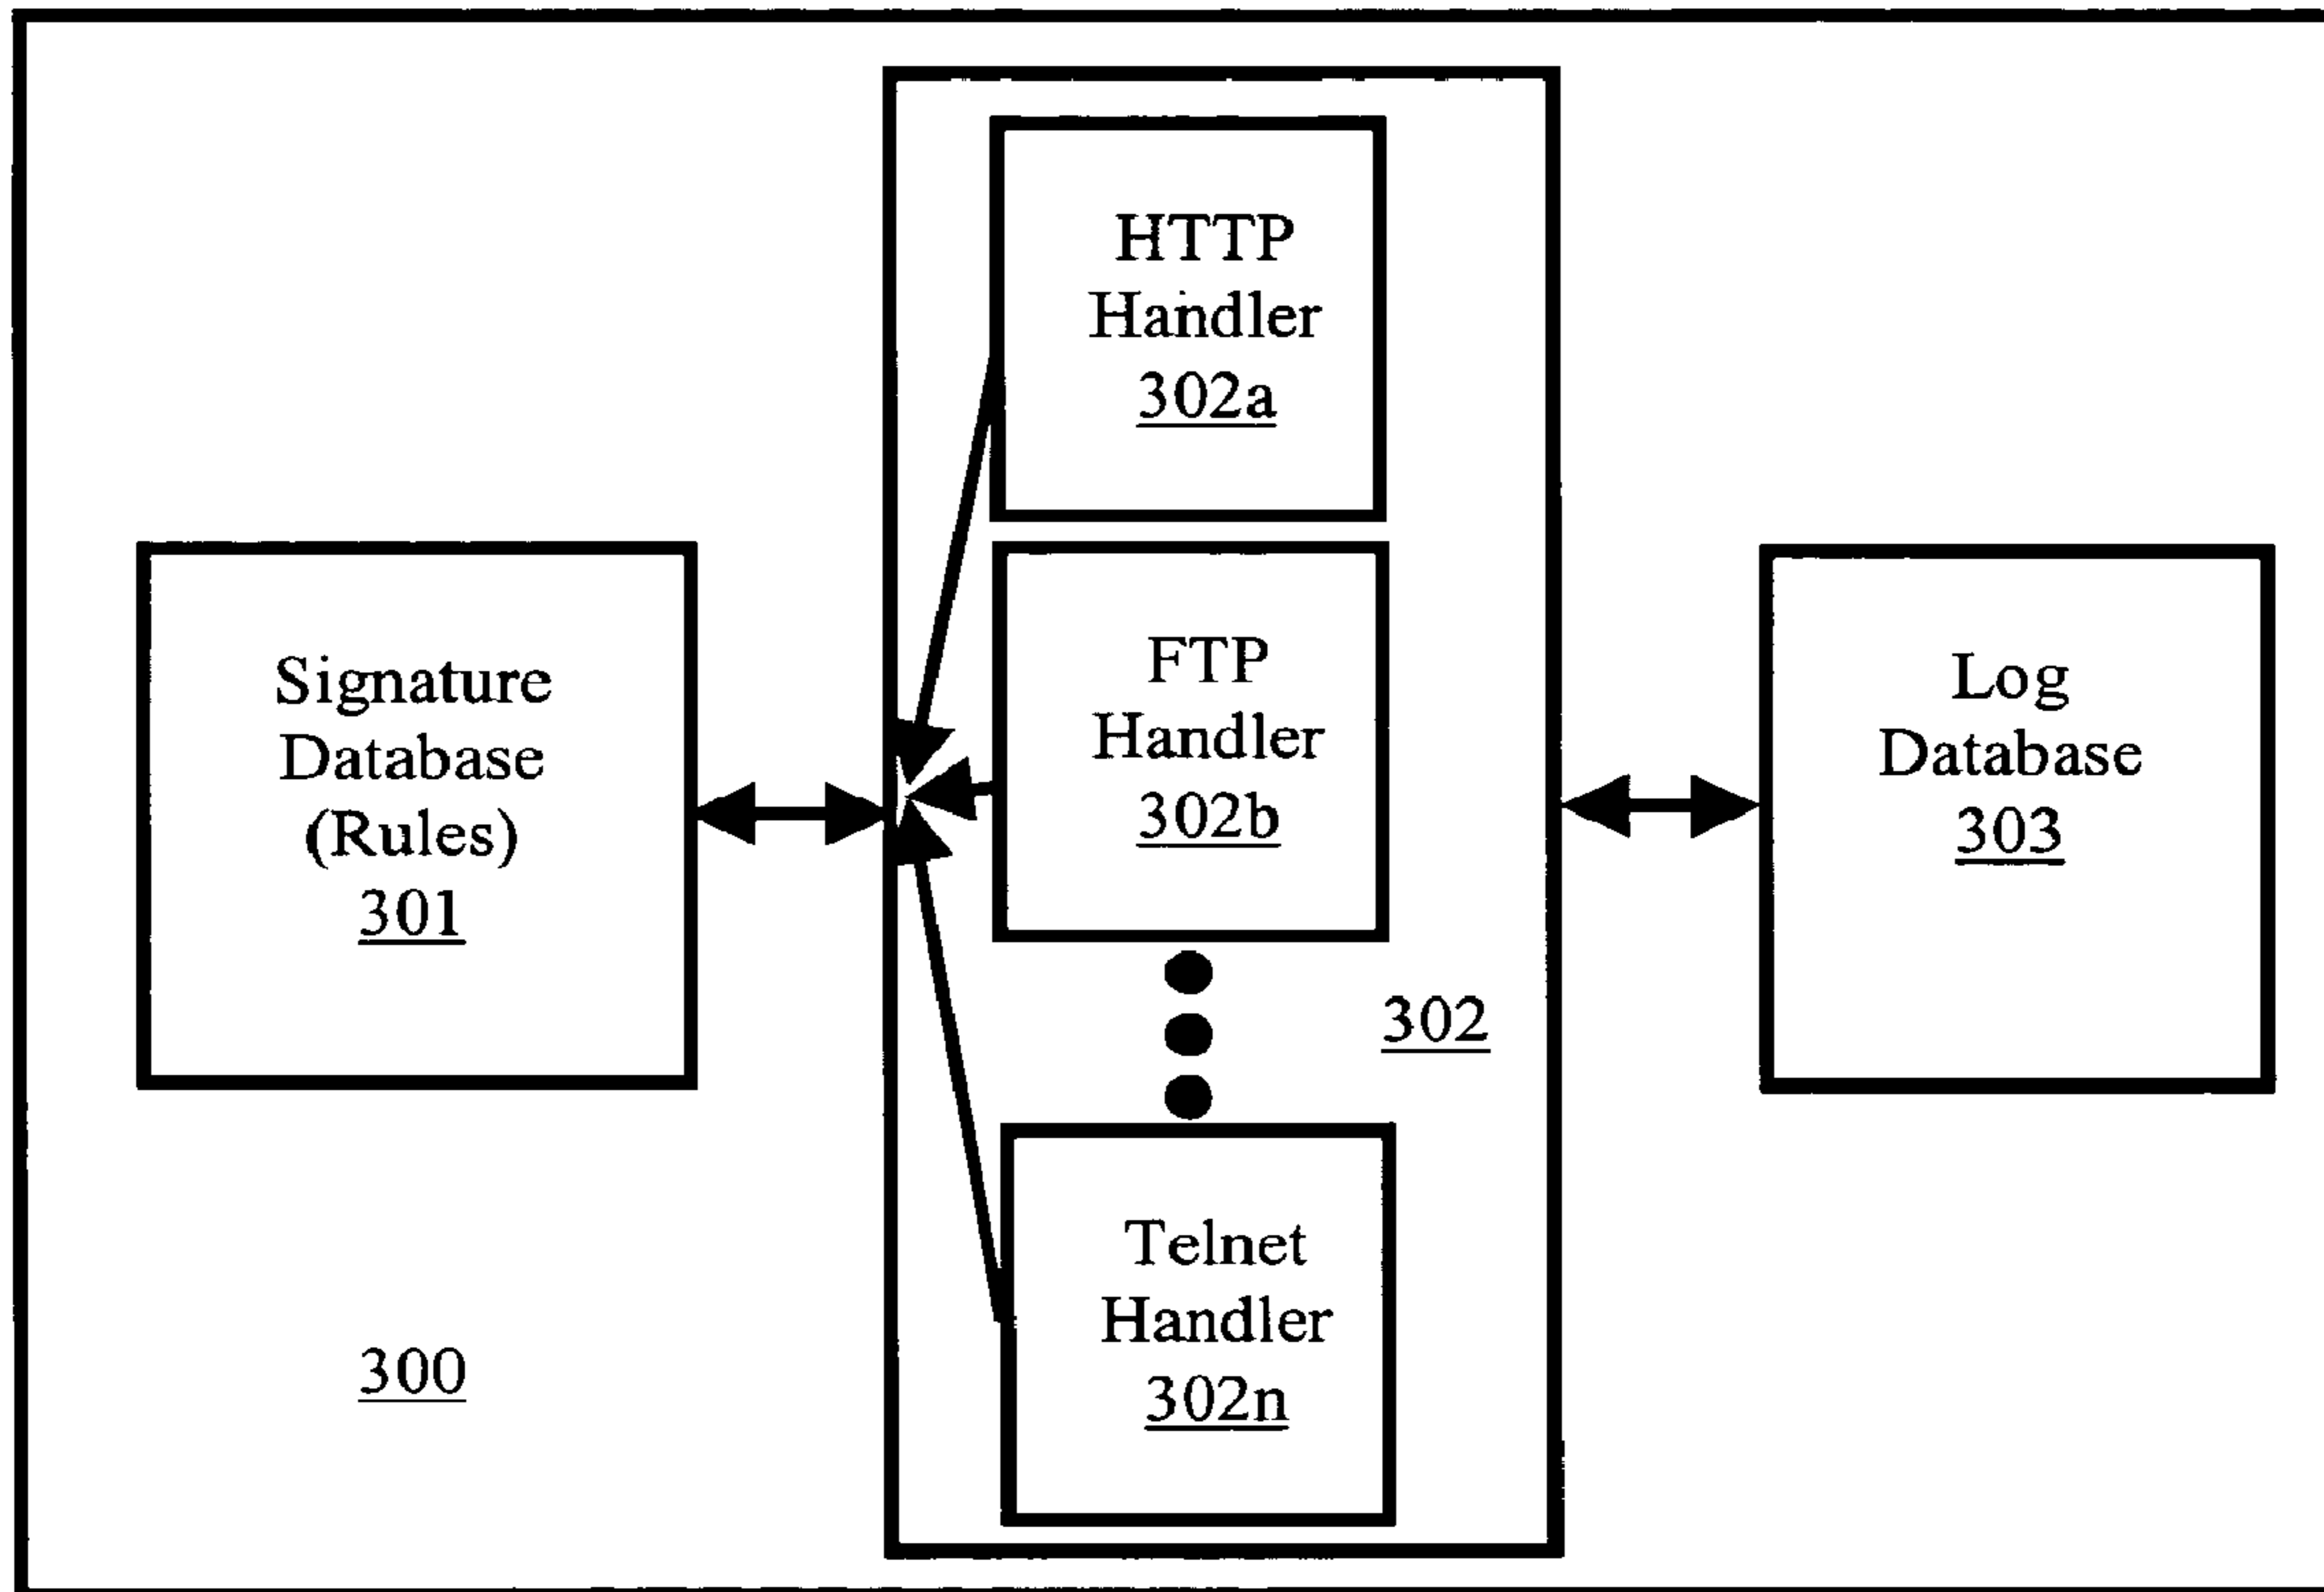 HTTP
Handler
302a
Signature
Database
(Rules)
301
FTP
Handler
302b
Log
Database
303
302
Telnet
Handler
302n
300